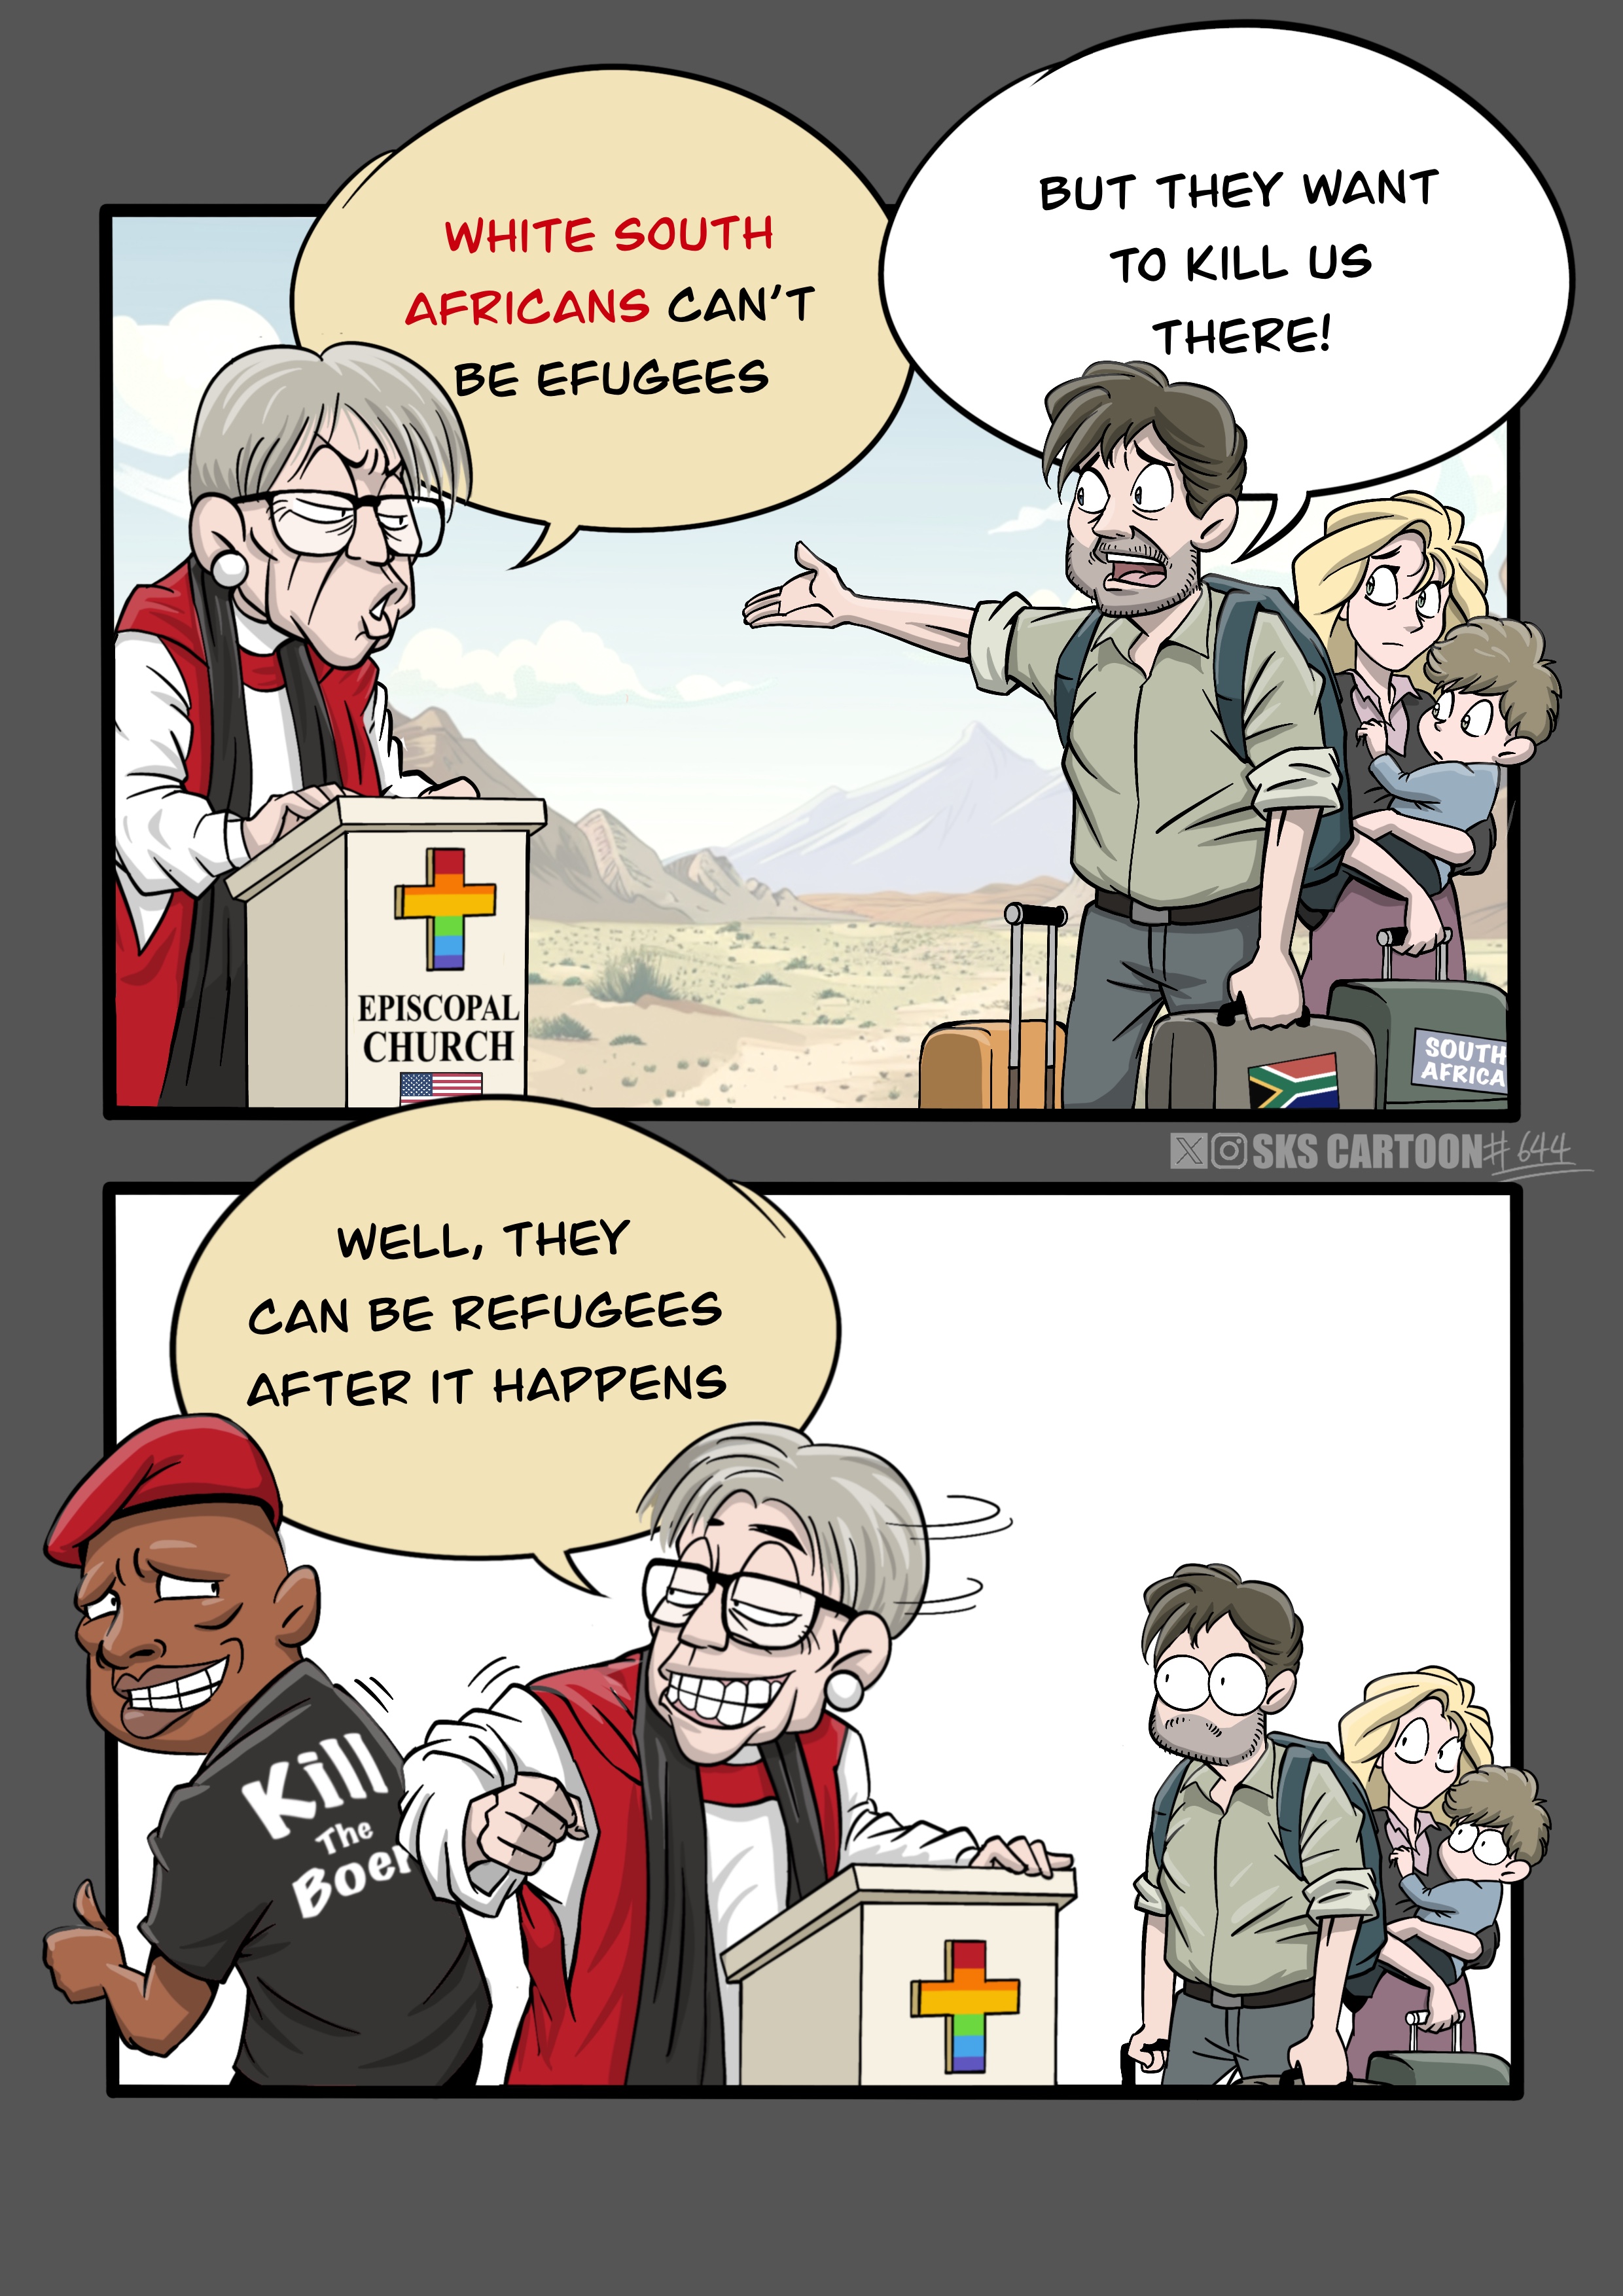 WHITE SOUTH
AFRICANS CAN'T
BE EFUGEES
BUT THEY WANT
TO KILL US
THERE!
EPISCOPAL
CHURCH
SOUTH
AFRICA
SKS CARTOON # 644
WELL, THEY
CAN BE REFUGEES
AFTER IT HAPPENS
Kill
The
Boer